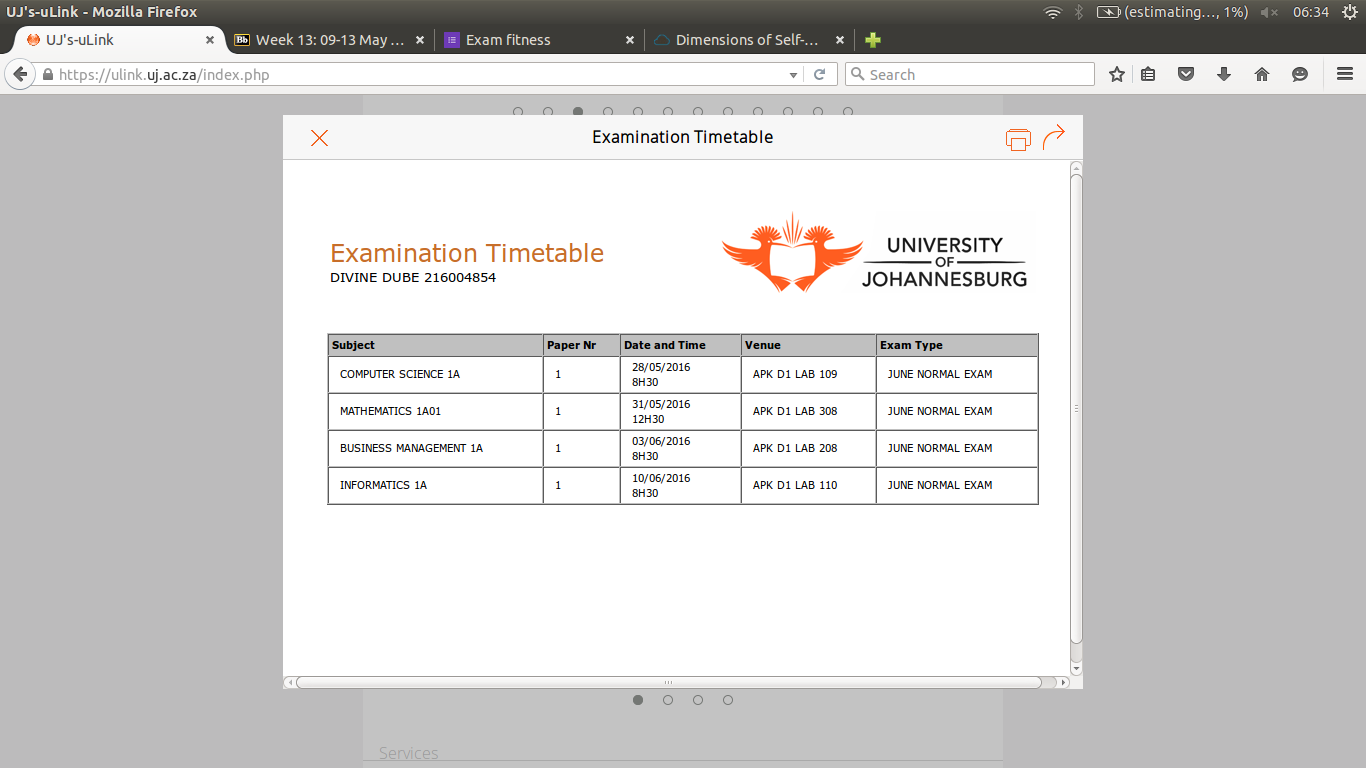 UJ's-uLink - Mozilla Firefox
(estimating..., 1%)
06:34
UJ's-uLink
Bb Week 13: 09-13 May ...
Exam fitness
Dimensions of Self-...
https://ulink.uj.ac.za/index.php
Search
Examination Timetable
Examination Timetable
DIVINE DUBE 216004854
UNIVERSITY
OF
JOHANNESBURG
Subject Paper Nr Date and Time Venue Exam Type
COMPUTER SCIENCE 1A 1 28/05/2016 8H30 APK D1 LAB 109 JUNE NORMAL EXAM
MATHEMATICS 1A01 1 31/05/2016 12H30 APK D1 LAB 308 JUNE NORMAL EXAM
BUSINESS MANAGEMENT 1A 1 03/06/2016 8H30 APK D1 LAB 208 JUNE NORMAL EXAM
INFORMATICS 1A 1 10/06/2016 8H30 APK D1 LAB 110 JUNE NORMAL EXAM
Services